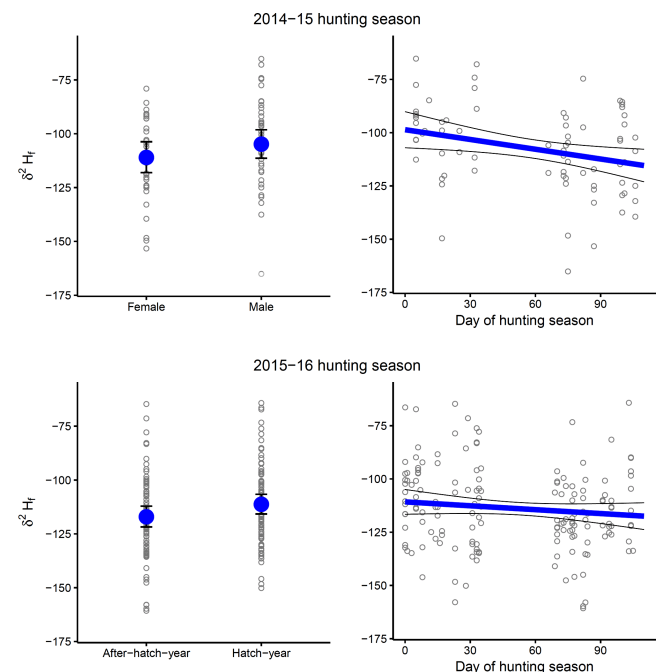 2014−15 hunting season
δ² Hf
−75
−100
−125
−150
−175
Female
Male
−75
−100
−125
−150
−175
0
30
60
90
Day of hunting season
2015−16 hunting season
δ² Hf
−75
−100
−125
−150
−175
After−hatch−year
Hatch−year
−75
−100
−125
−150
−175
0
30
60
90
Day of hunting season